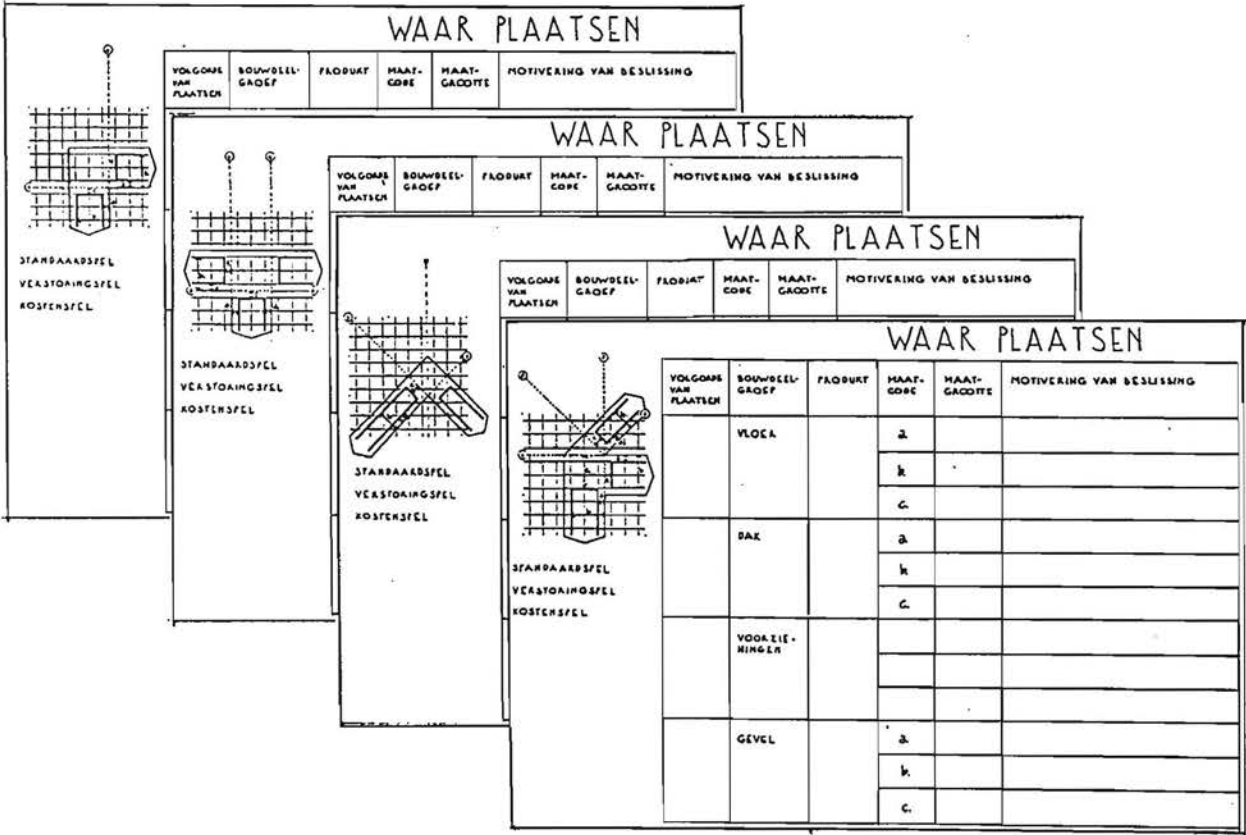 WAAR PLAATSEN
VOLGORDE VAN PLAATSEN BOUWDEEL-GROEP PRODUKT MAAT-CODE MAAT-GROOTTE MOTIVERING VAN BESLISSING
STANDAARDSPEL
VERSTORINGSPEL
KOSTENSPEL
WAAR PLAATSEN
VOLGORDE VAN PLAATSEN BOUWDEEL-GROEP PRODUKT MAAT-CODE MAAT-GROOTTE MOTIVERING VAN BESLISSING
STANDAARDSPEL
VERSTORINGSPEL
KOSTENSPEL
WAAR PLAATSEN
VOLGORDE VAN PLAATSEN BOUWDEEL-GROEP PRODUKT MAAT-CODE MAAT-GROOTTE MOTIVERING VAN BESLISSING
STANDAARDSPEL
VERSTORINGSPEL
KOSTENSPEL
WAAR PLAATSEN
VOLGORDE VAN PLAATSEN BOUWDEEL-GROEP PRODUKT MAAT-CODE MAAT-GROOTTE MOTIVERING VAN BESLISSING
VLOER a
b
c.
DAK a
b
c.
STANDAARDSPEL
VERSTORINGSPEL
KOSTENSPEL
VOORZIE-
NINGEN
GEVEL a
b.
c.